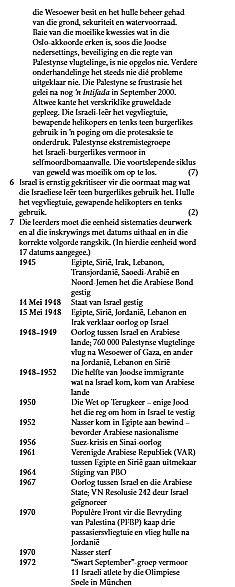 die Wesoewer besit en het hulle beheer gehad
van die grond, sekuriteit en watervoorraad.
Baie van die moeilike kwessies wat in die
Oslo-akkoorde erken is, soos die Joodse
nedersettings, beveiliging en die regte van
Palestynse vlugtelinge, is nie opgelos nie. Verdere
onderhandelinge het steeds nie dié probleme
uitgeklaar nie. Die Palestyne se frustrasie het
gelei na nog 'n Intifada in September 2000.
Altwee kante het verskriklike gruweldade
gepleeg. Die Israeli-leër het vegvliegtuie,
bewapende helikopters en tenks teen burgerlikes
gebruik in 'n poging om die protesaksie te
onderdruk. Palestynse ekstremistegroepe
het Israeli-burgerlikes vermoor in
selfmoordbomaanvalle. Die voortslepende siklus
van geweld was moeilik om op te los. (7)
6 Israel is ernstig gekritiseer vir die oormaat mag wat
die Israeliese leër teen burgerlikes gebruik het. Hulle
het vegvliegtuie, gewapende helikopters en tenks
gebruik. (2)
7 Die leerders moet die eenheid sistematies deurwerk
en al die inskrywings met datums uithaal en in die
korrekte volgorde rangskik. (In hierdie eenheid word
17 datums aangegee.)
1945 Egipte, Sirië, Irak, Lebanon,
Transjordanië, Saoedi-Arabië en
Noord-Jemen het die Arabiese Bond
gestig
14 Mei 1948 Staat van Israel gestig
15 Mei 1948 Egipte, Sirië, Jordanië, Lebanon en
Irak verklaar oorlog op Israel
1948–1949 Oorlog tussen Israel en Arabiese
lande; 760 000 Palestynse vlugtelinge
vlug na Wesoewer of Gaza, en ander
na Jordanië, Lebanon en Sirië
1948–1952 Die helfte van Joodse immigrante
wat na Israel kom, kom van Arabiese
lande
1950 Die Wet op Terugkeer – enige Jood
het die reg om hom in Israel te vestig
1952 Nasser kom in Egipte aan bewind –
bevorder Arabiese nasionalisme
1956 Suez-krisis en Sinai-oorlog
1961 Verenigde Arabiese Republiek (VAR)
tussen Egipte en Sirië gaan uitmekaar
1964 Stigting van PBO
1967 Oorlog tussen Israel en die Arabiese
State; VN Resolusie 242 deur Israel
geïgnoreer
1970 Populêre Front vir die Bevryding
van Palestina (PFBP) kaap drie
passasiersvliegtuie en vlieg hulle na
Jordanië
1970 Nasser sterf
1972 “Swart September”-groep vermoor
11 Israeli atlete by die Olimpiese
Spele in München